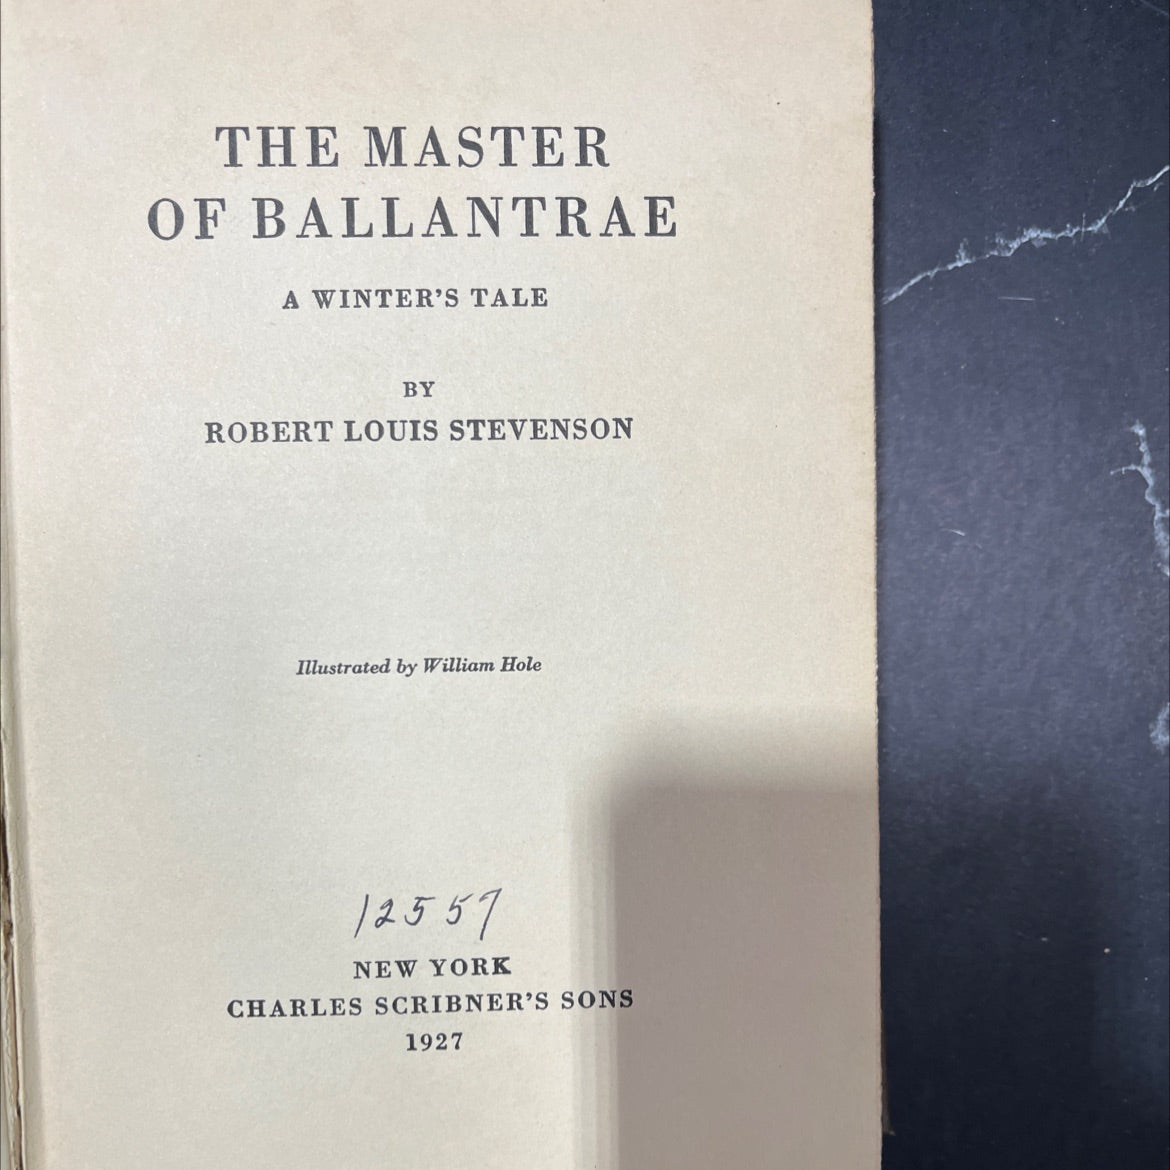 THE MASTER
OF BALLANTRAE
A WINTER'S TALE
BY
ROBERT LOUIS STEVENSON
Illustrated by William Hole
12557
NEW YORK
CHARLES SCRIBNER'S SONS
1927